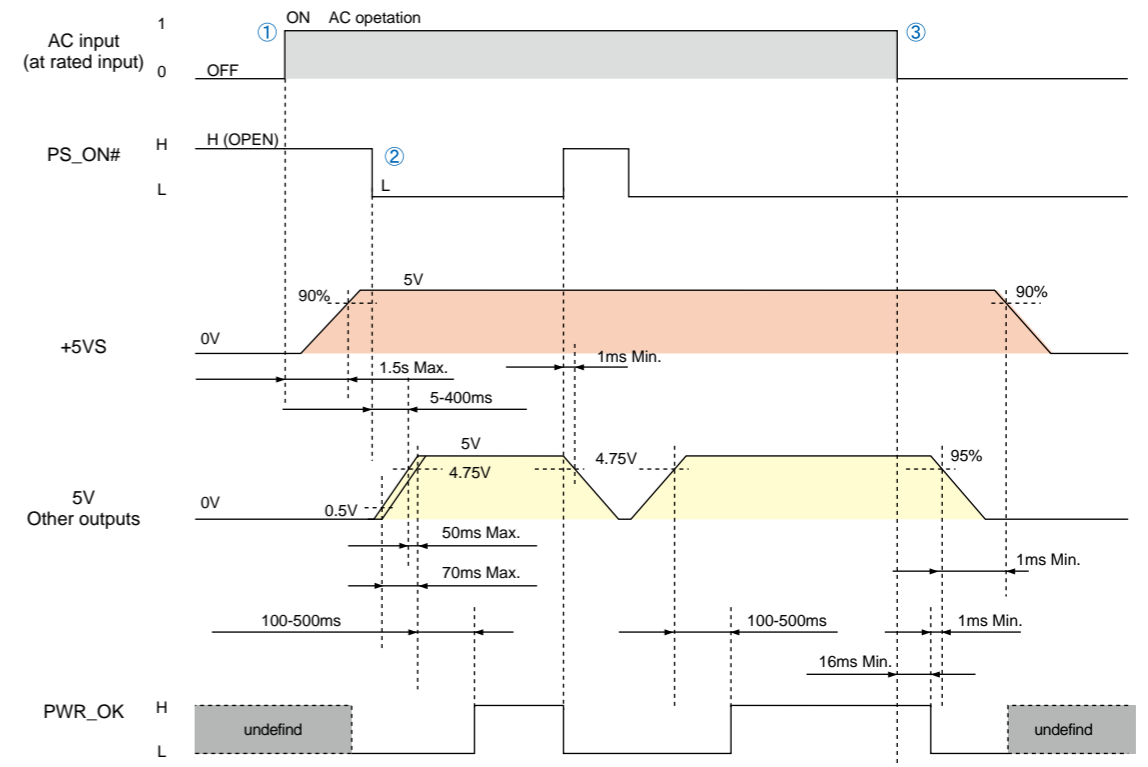 1
ON AC opetation
①
③
AC input
(at rated input)
0
OFF
H
H (OPEN)
②
PS_ON#
L
L
5V
90%
90%
0V
+5VS
1ms Min.
1.5s Max.
5-400ms
5V
4.75V
95%
4.75V
5V
0V
0.5V
Other outputs
50ms Max.
1ms Min.
70ms Max.
100-500ms
100-500ms
1ms Min.
16ms Min.
PWR_OK
H
undefind
undefind
L